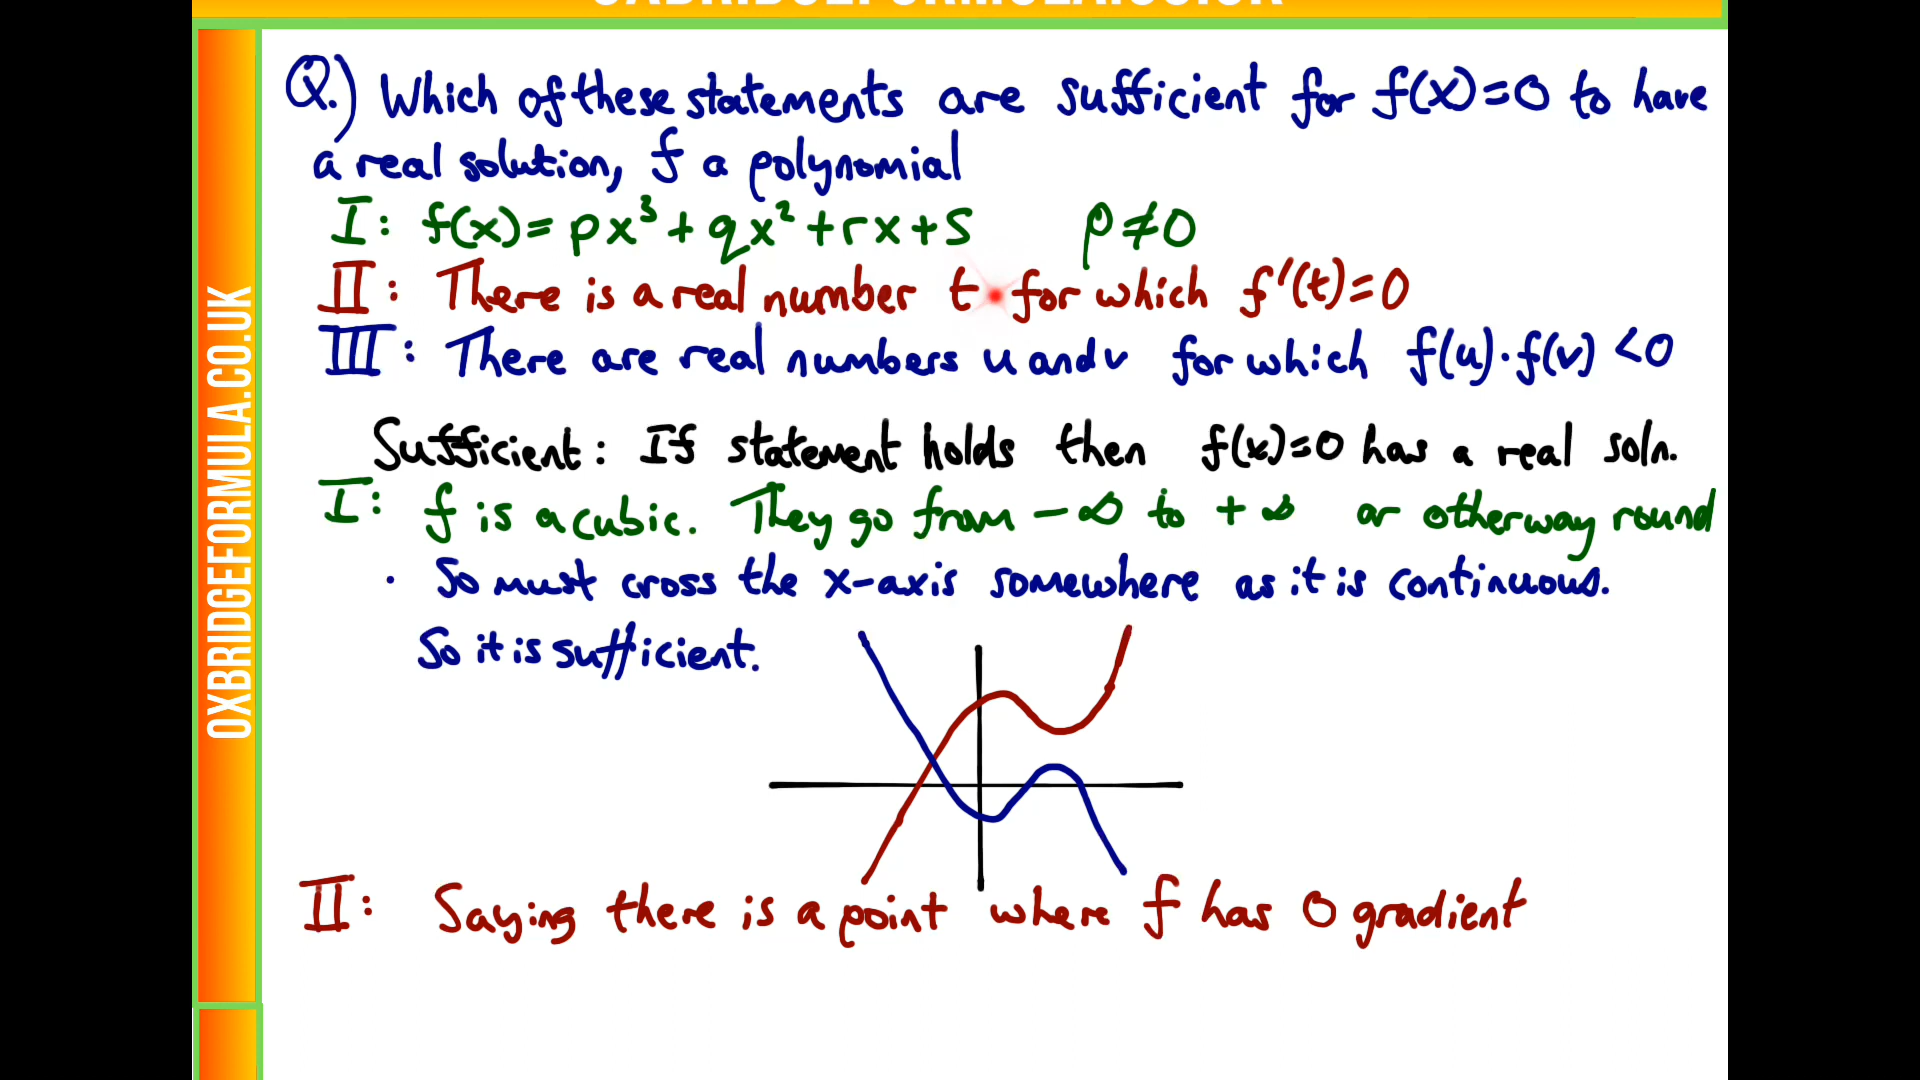 Q.) Which of these statements are sufficient for f(x)=0 to have
a real solution, f a polynomial
I: f(x)= px³+qx²+rx+s p≠0
II: There is a real number t for which f'(t)=0
III: There are real numbers u and v for which f(u)·f(v)<0
Sufficient: If statement holds then f(x)=0 has a real soln.
I: f is a cubic. They go from -∞ to +∞ or otherway round
· So must cross the x-axis somewhere as it is continuous.
So it is sufficient.
II: Saying there is a point where f has 0 gradient
OXBRIDGEFORMULA.CO.UK